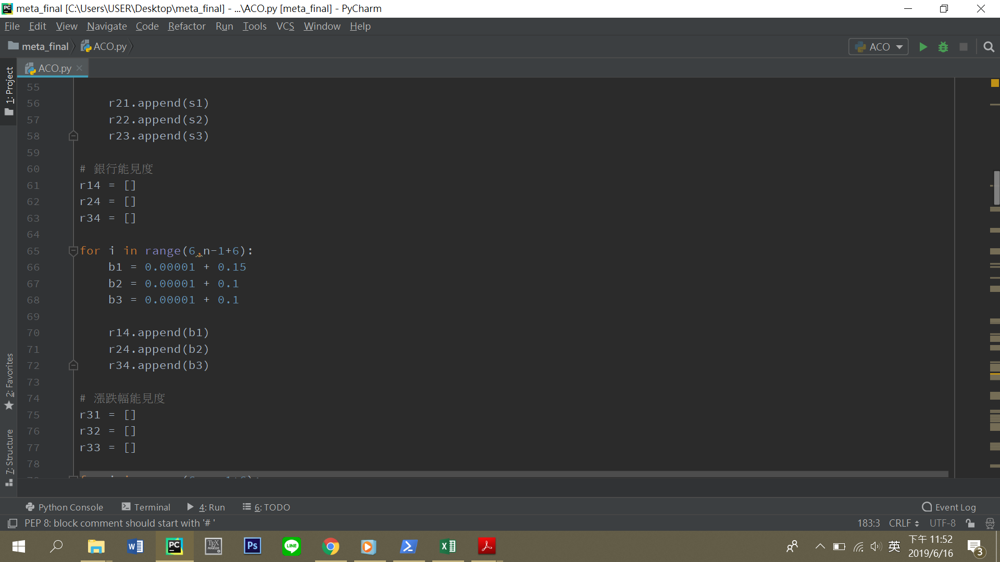 meta_final [C:\Users\USER\Desktop\meta_final] - ...\ACO.py [meta_final] - PyCharm
File Edit View Navigate Code Refactor Run Tools VCS Window Help
meta_final ACO.py ACO
ACO.py
1: Project
2: Favorites
7: Structure
55
56 r21.append(s1)
57 r22.append(s2)
58 r23.append(s3)
59
60 # 銀行能見度
61 r14 = []
62 r24 = []
63 r34 = []
64
65 for i in range(6,n-1+6):
66 b1 = 0.00001 + 0.15
67 b2 = 0.00001 + 0.1
68 b3 = 0.00001 + 0.1
69
70 r14.append(b1)
71 r24.append(b2)
72 r34.append(b3)
73
74 # 漲跌幅能見度
75 r31 = []
76 r32 = []
77 r33 = []
78
Python Console Terminal 4: Run 6: TODO Event Log
PEP 8: block comment should start with '# ' 183:3 CRLF UTF-8
W PC TEX MAKER Ps LINE X 英 下午 11:52
2019/6/16 3